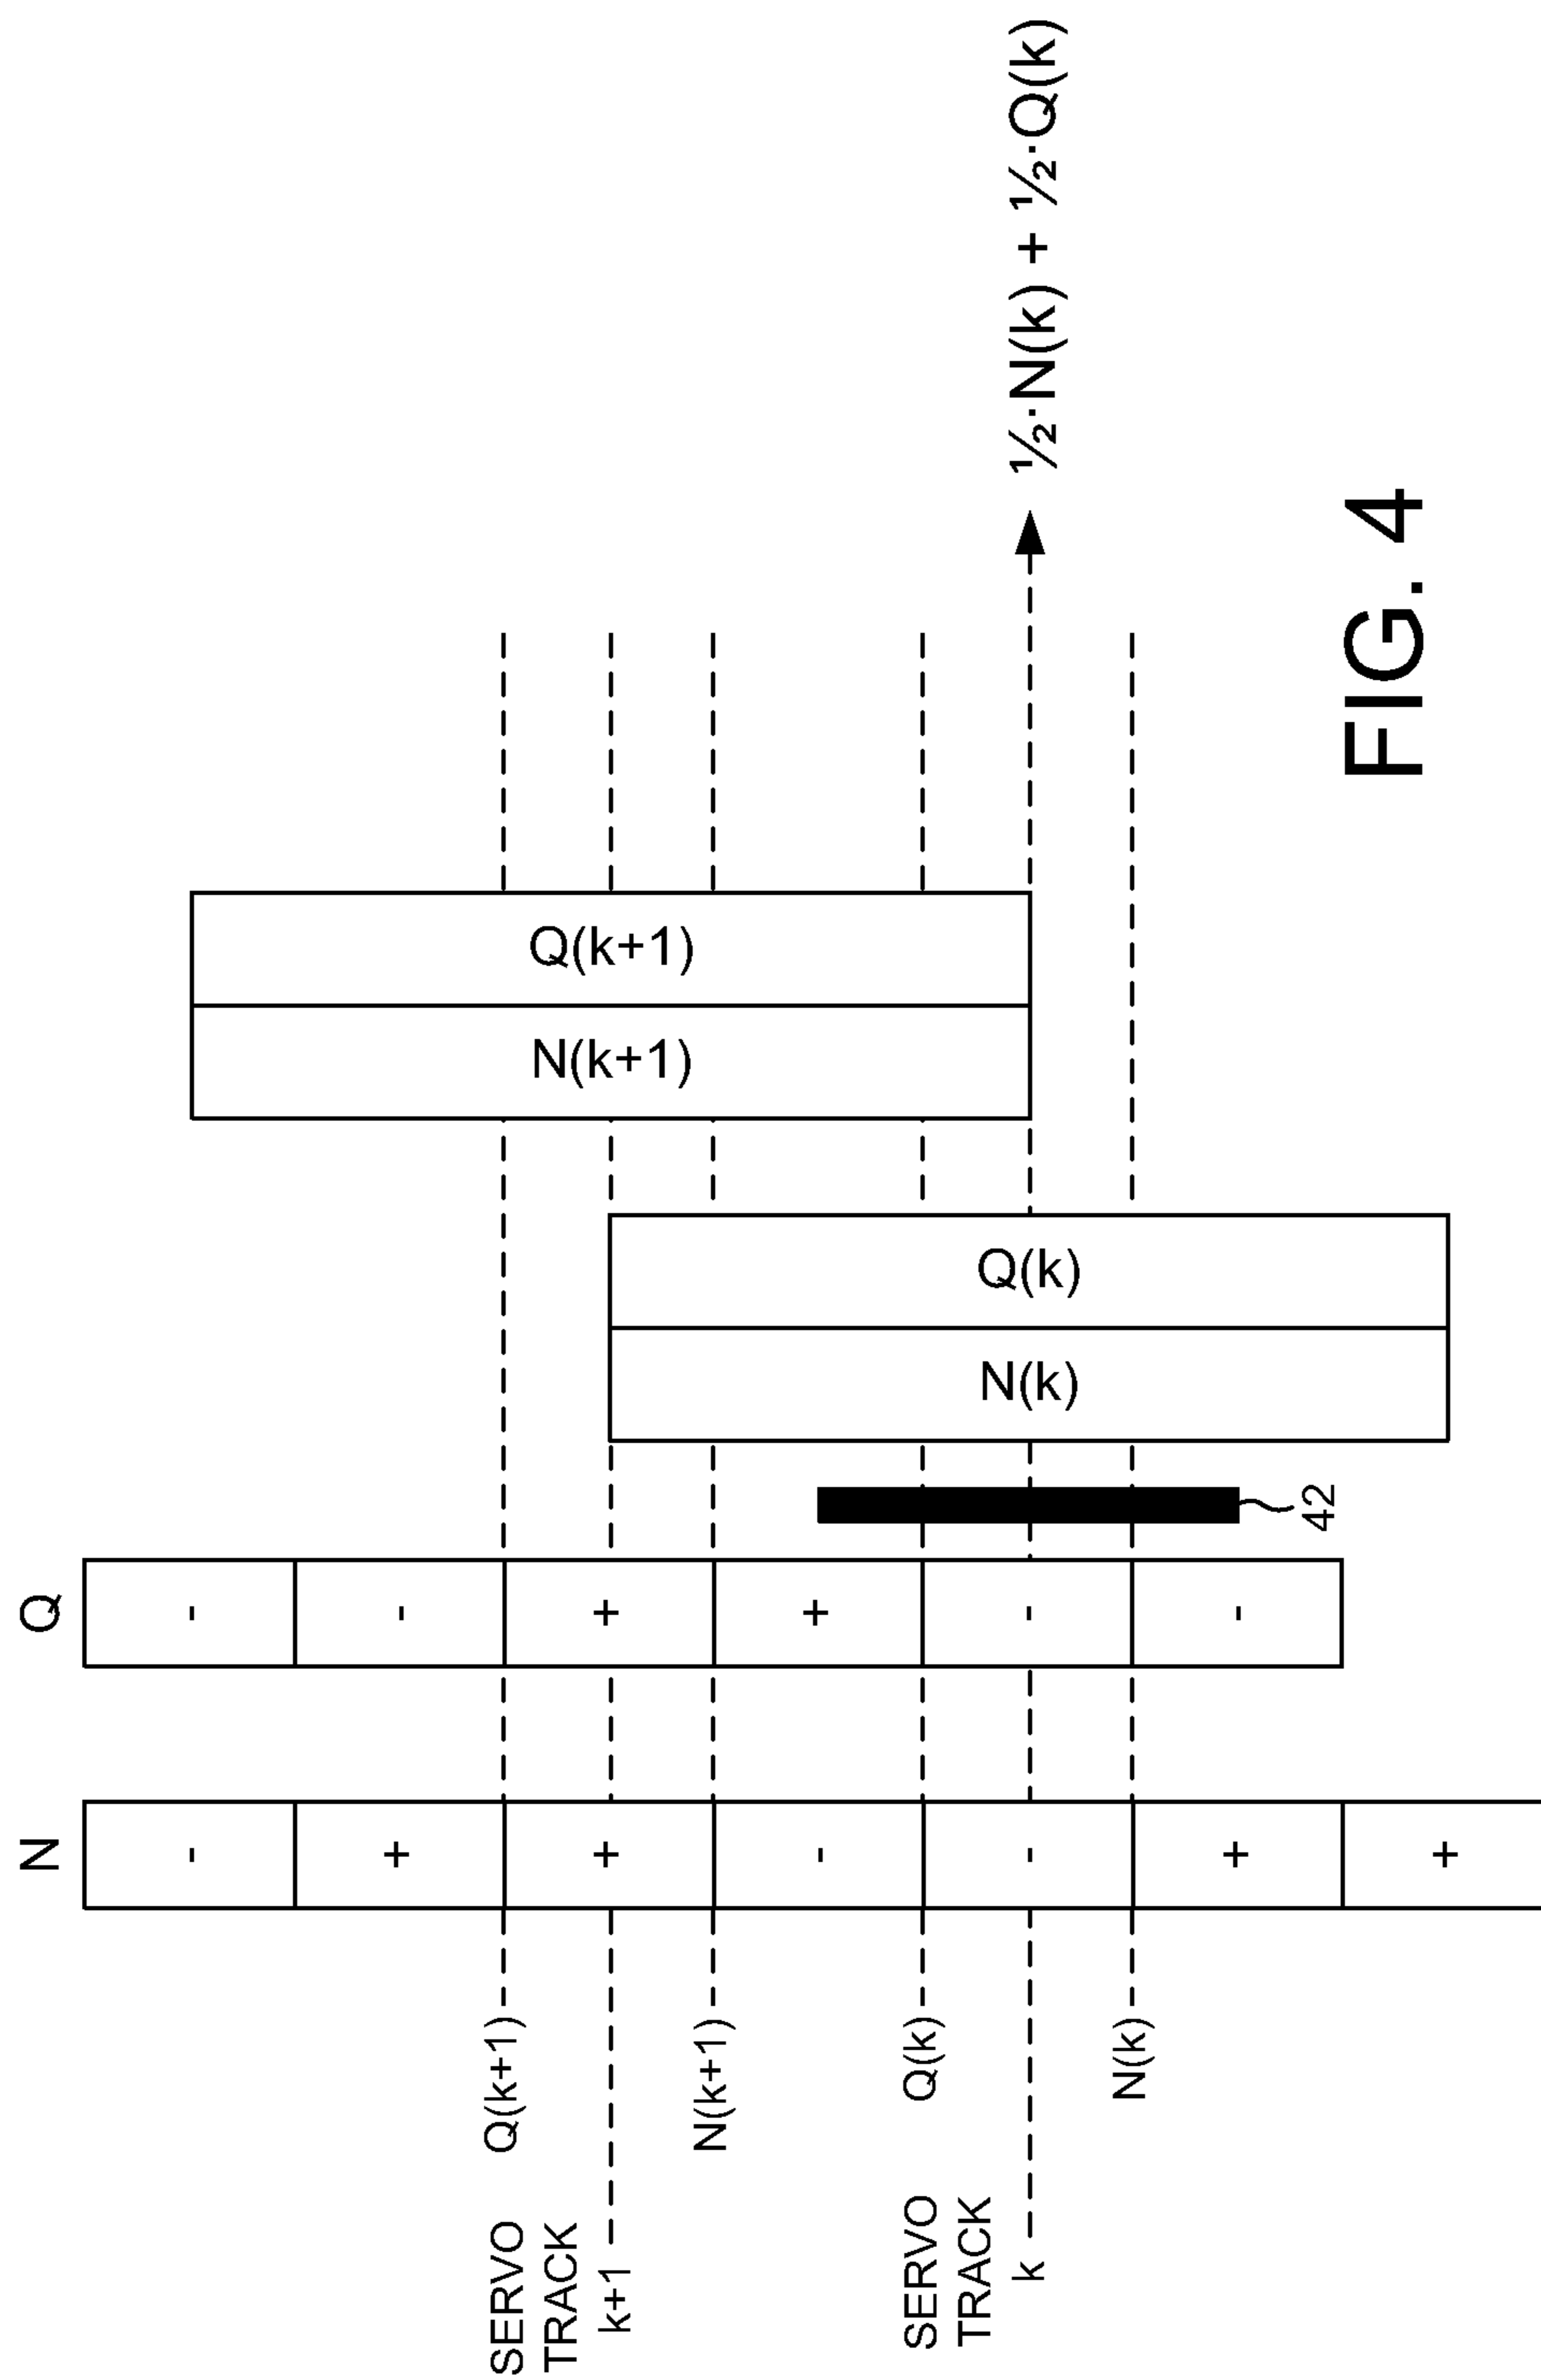 N Q
- -
+ -
SERVO
TRACK
k+1
Q(k+1)
+ +
N(k+1) Q(k+1)
N(k+1)
- +
SERVO
TRACK
k
Q(k)
- -
N(k) Q(k)
½·N(k) + ½·Q(k)
N(k)
+ -
42
+
FIG. 4